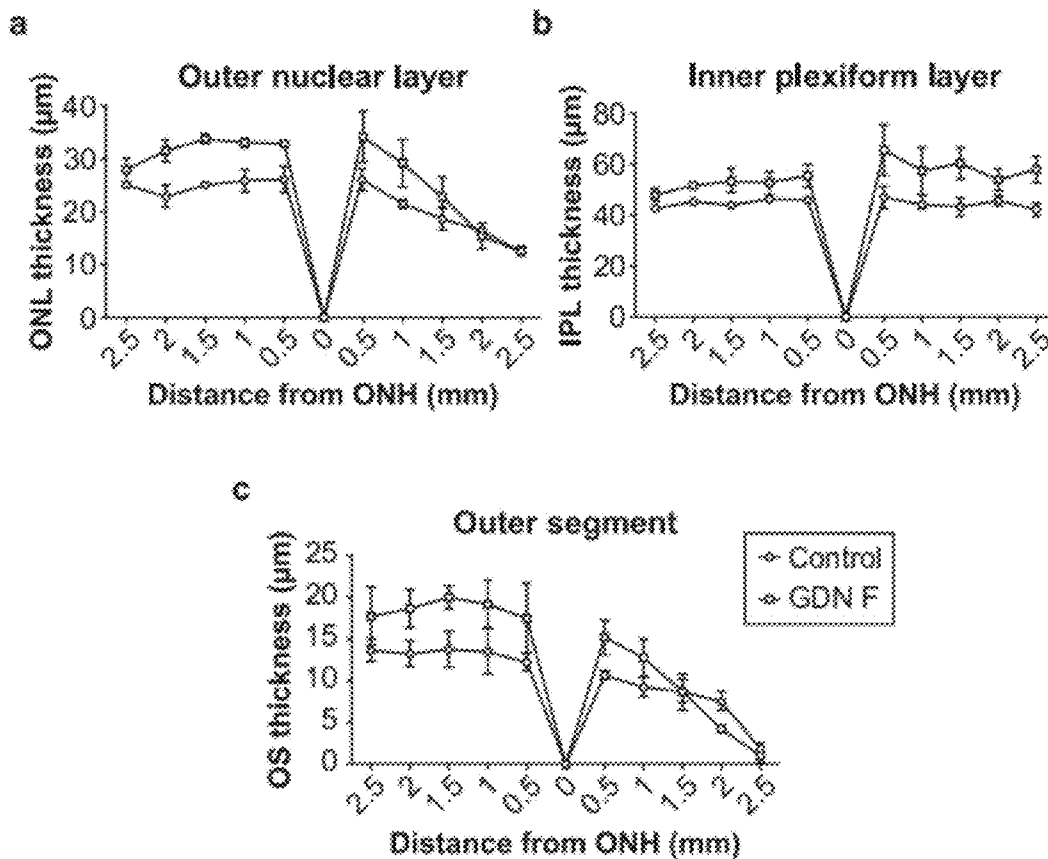 a
Outer nuclear layer
ONL thickness (μm)
40
30
20
10
0
2.5 2 1.5 1 0.5 0 0.5 1 1.5 2 2.5
Distance from ONH (mm)
b
Inner plexiform layer
IPL thickness (μm)
80
60
40
20
0
2.5 2 1.5 1 0.5 0 0.5 1 1.5 2 2.5
Distance from ONH (mm)
c
Outer segment
OS thickness (μm)
25
20
15
10
5
0
2.5 2 1.5 1 0.5 0 0.5 1 1.5 2 2.5
Distance from ONH (mm)
Control
GDN F